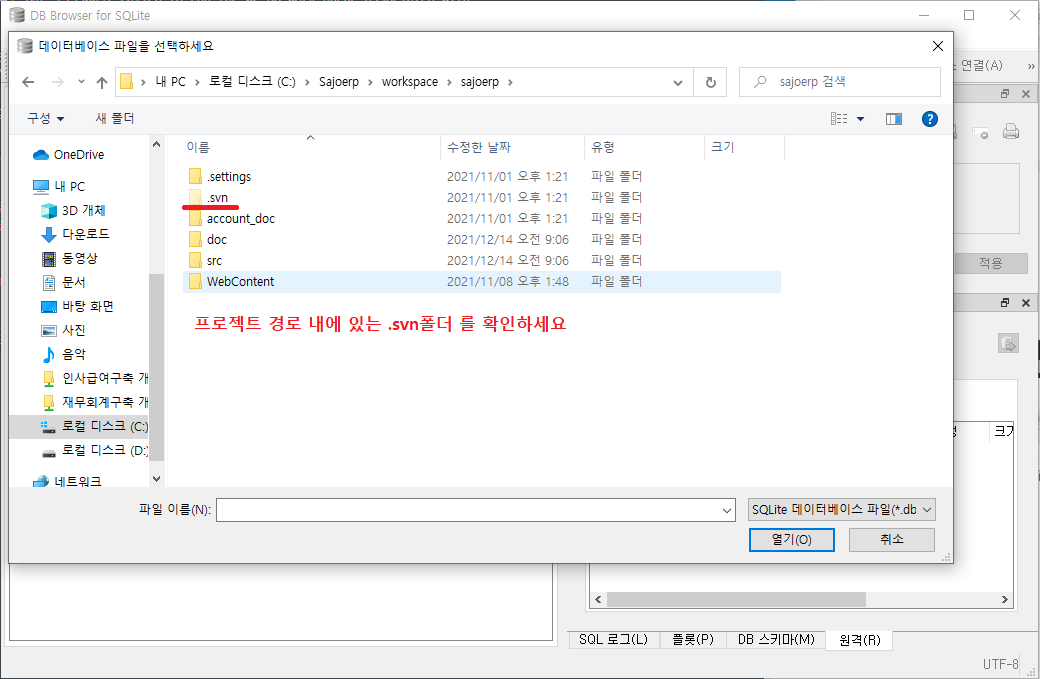 DB Browser for SQLite
데이터베이스 파일을 선택하세요
내 PC > 로컬 디스크 (C:) > Sajoerp > workspace > sajoerp >
sajoerp 검색
연결(A) »
구성 새 폴더
이름 수정한 날짜 유형 크기
.settings 2021/11/01 오후 1:21 파일 폴더
.svn 2021/11/01 오후 1:21 파일 폴더
account_doc 2021/11/01 오후 1:21 파일 폴더
doc 2021/12/14 오전 9:06 파일 폴더
src 2021/12/14 오전 9:06 파일 폴더
WebContent 2021/11/08 오후 1:48 파일 폴더
프로젝트 경로 내에 있는 .svn폴더 를 확인하세요
OneDrive
내 PC
3D 개체
다운로드
동영상
문서
바탕 화면
사진
음악
인사급여구축 개
재무회계구축 개
로컬 디스크 (C:)
로컬 디스크 (D:)
네트워크
적용
크기
파일 이름(N):
SQLite 데이터베이스 파일(*.db
열기(O) 취소
SQL 로그(L) 플롯(P) DB 스키마(M) 원격(R)
UTF-8